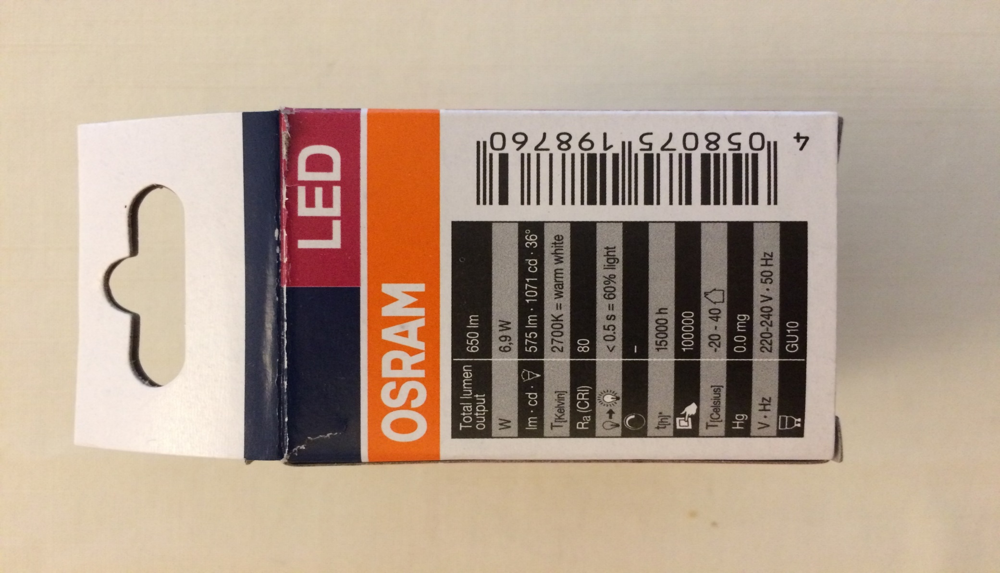 LED
OSRAM
Total lumen output 650 lm
W 6,9 W
lm · cd · 575 lm · 1071 cd · 36°
T[Kelvin] 2700K = warm white
Ra (CRI) 80
< 0.5 s = 60% light
–
t[h]* 15000 h
100000
T[Celsius] -20 - 40
Hg 0.0 mg
V · Hz 220-240 V · 50 Hz
GU10
4 058075 198760